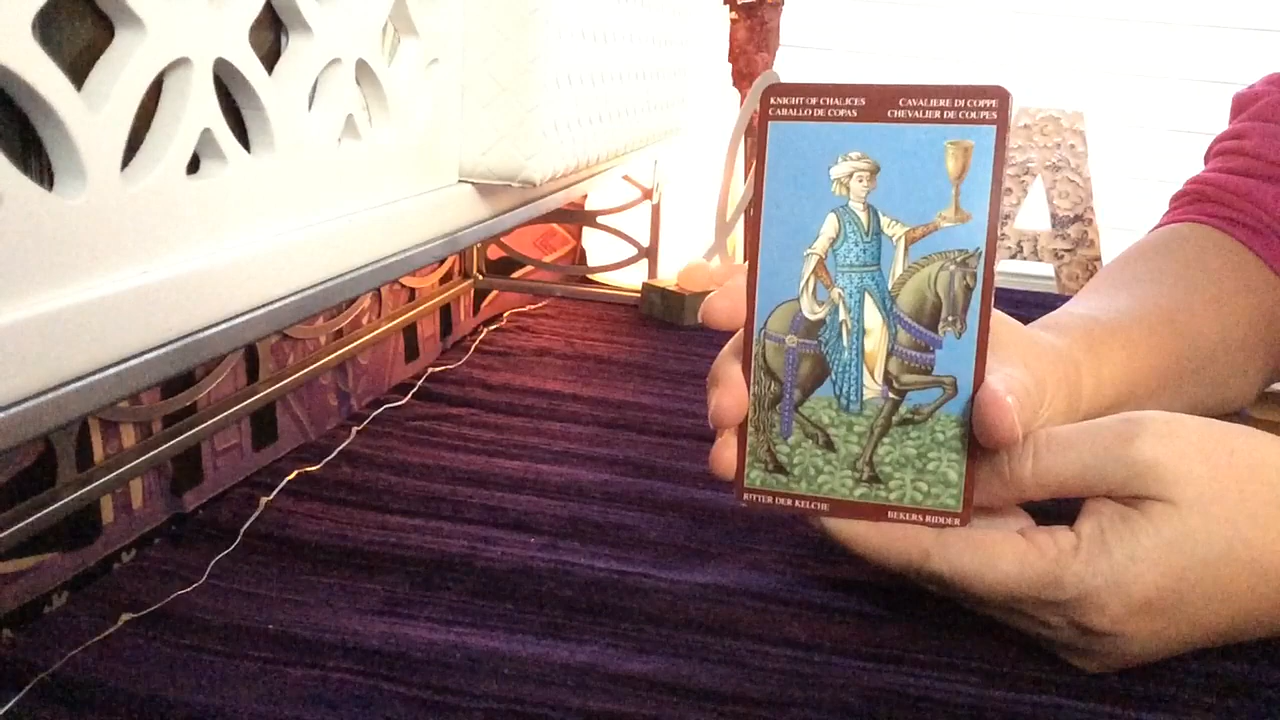 KNIGHT OF CHALICES
CABALLO DE COPAS
CAVALIERE DI COPPE
CHEVALIER DE COUPES
A
RITTER DER KELCHE
BEKERS RIDDER